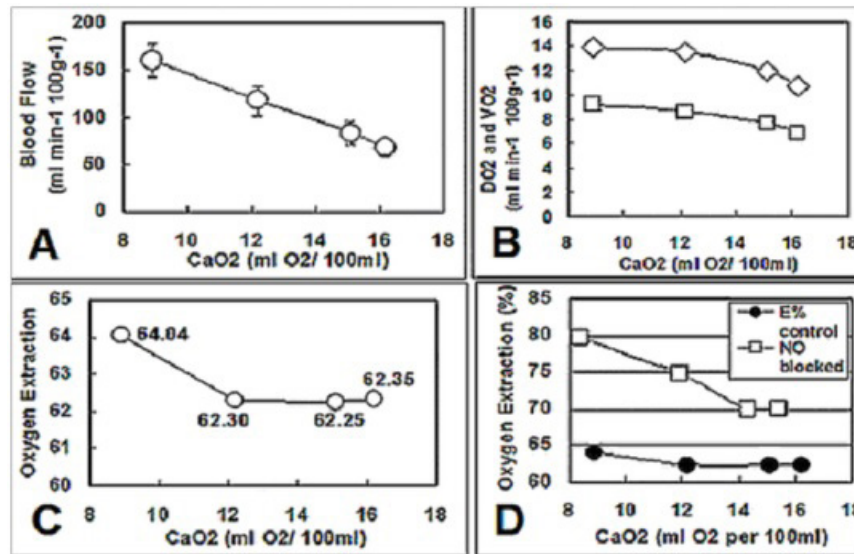 200
150
100
50
0
Blood Flow
(ml min-1 100g-1)
8 10 12 14 16 18
CaO2 (ml O2/ 100ml)
A
16
14
12
10
8
6
4
2
0
DO2 and VO2
(ml min-1 100g-1)
8 10 12 14 16 18
CaO2 (ml O2/ 100ml)
B
65
64
63
62
61
60
Oxygen Extraction
64.04
62.30
62.25
62.35
8 10 12 14 16 18
CaO2 (ml O2/ 100ml)
C
85
80
75
70
65
60
Oxygen Extraction (%)
E%
control
NO
blocked
8 10 12 14 16 18
CaO2 (ml O2 per 100ml)
D